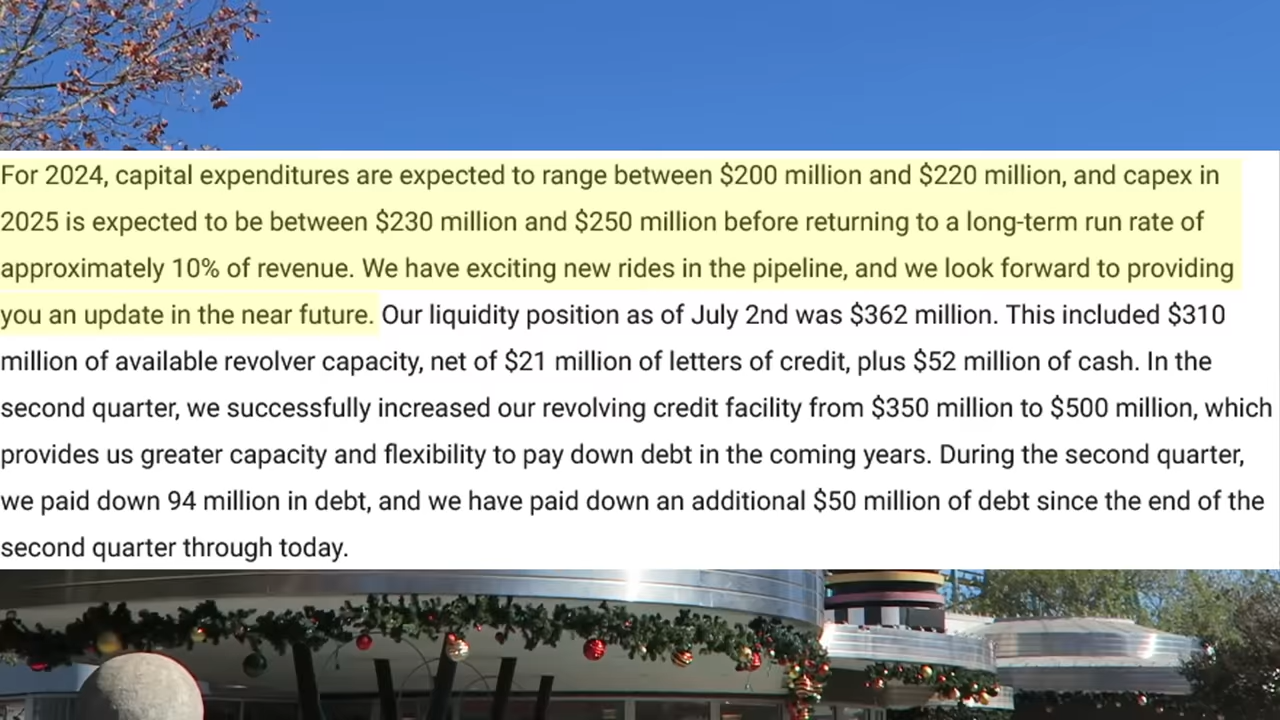 For 2024, capital expenditures are expected to range between $200 million and $220 million, and capex in
2025 is expected to be between $230 million and $250 million before returning to a long-term run rate of
approximately 10% of revenue. We have exciting new rides in the pipeline, and we look forward to providing
you an update in the near future. Our liquidity position as of July 2nd was $362 million. This included $310
million of available revolver capacity, net of $21 million of letters of credit, plus $52 million of cash. In the
second quarter, we successfully increased our revolving credit facility from $350 million to $500 million, which
provides us greater capacity and flexibility to pay down debt in the coming years. During the second quarter,
we paid down 94 million in debt, and we have paid down an additional $50 million of debt since the end of the
second quarter through today.